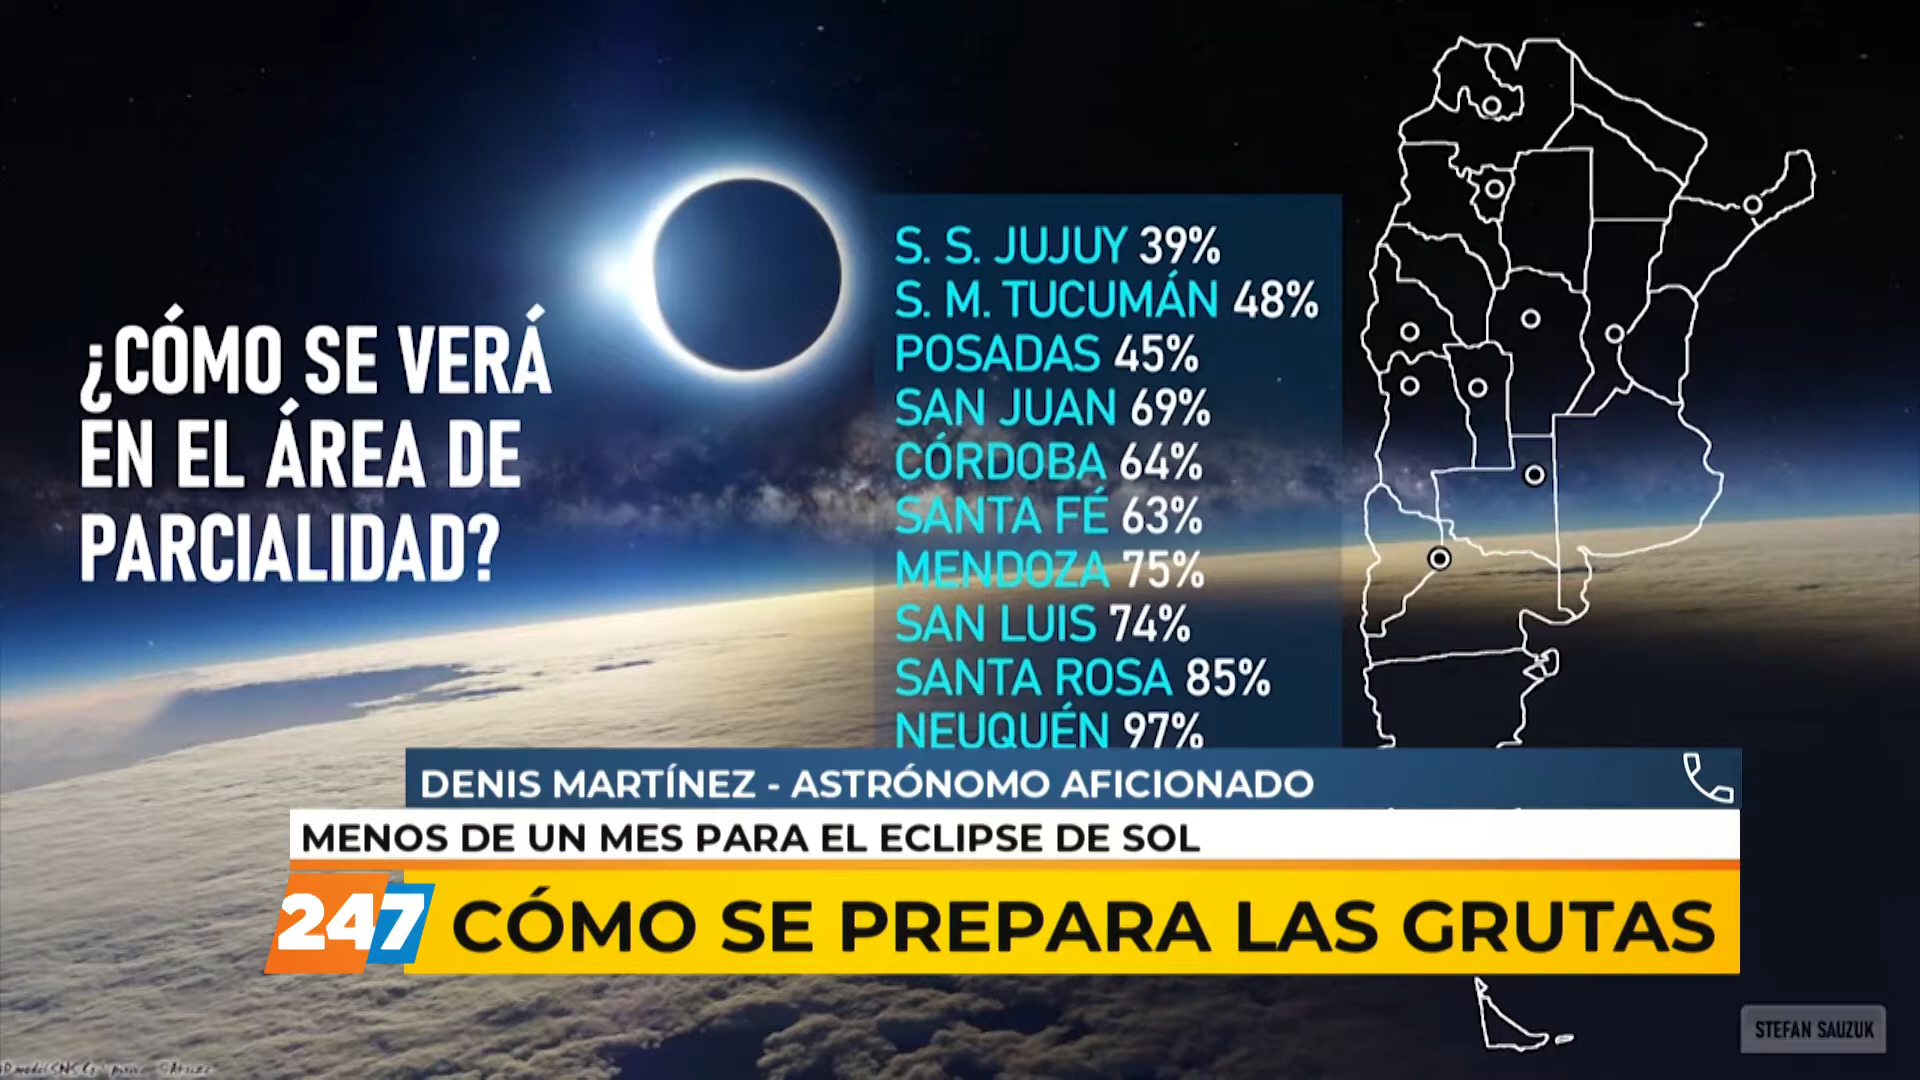 ¿CÓMO SE VERÁ
EN EL ÁREA DE
PARCIALIDAD?
S. S. JUJUY 39%
S. M. TUCUMÁN 48%
POSADAS 45%
SAN JUAN 69%
CÓRDOBA 64%
SANTA FÉ 63%
MENDOZA 75%
SAN LUIS 74%
SANTA ROSA 85%
NEUQUÉN 97%
DENIS MARTÍNEZ - ASTRÓNOMO AFICIONADO
MENOS DE UN MES PARA EL ECLIPSE DE SOL
247 CÓMO SE PREPARA LAS GRUTAS
STEFAN SAUZUK